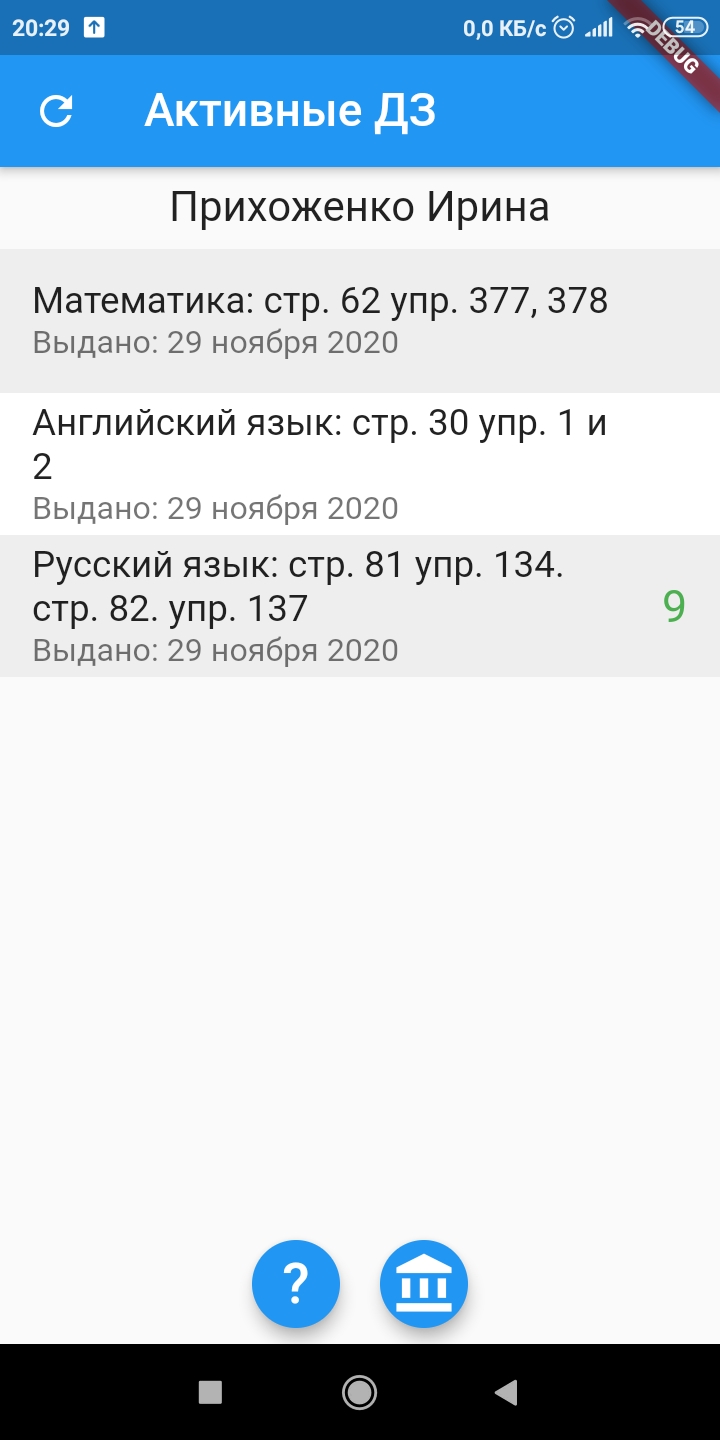 20:29 0,0 КБ/с 54
DEBUG
Активные ДЗ
Прихоженко Ирина
Математика: стр. 62 упр. 377, 378
Выдано: 29 ноября 2020
Английский язык: стр. 30 упр. 1 и
2
Выдано: 29 ноября 2020
Русский язык: стр. 81 упр. 134.
стр. 82. упр. 137
9
Выдано: 29 ноября 2020
?